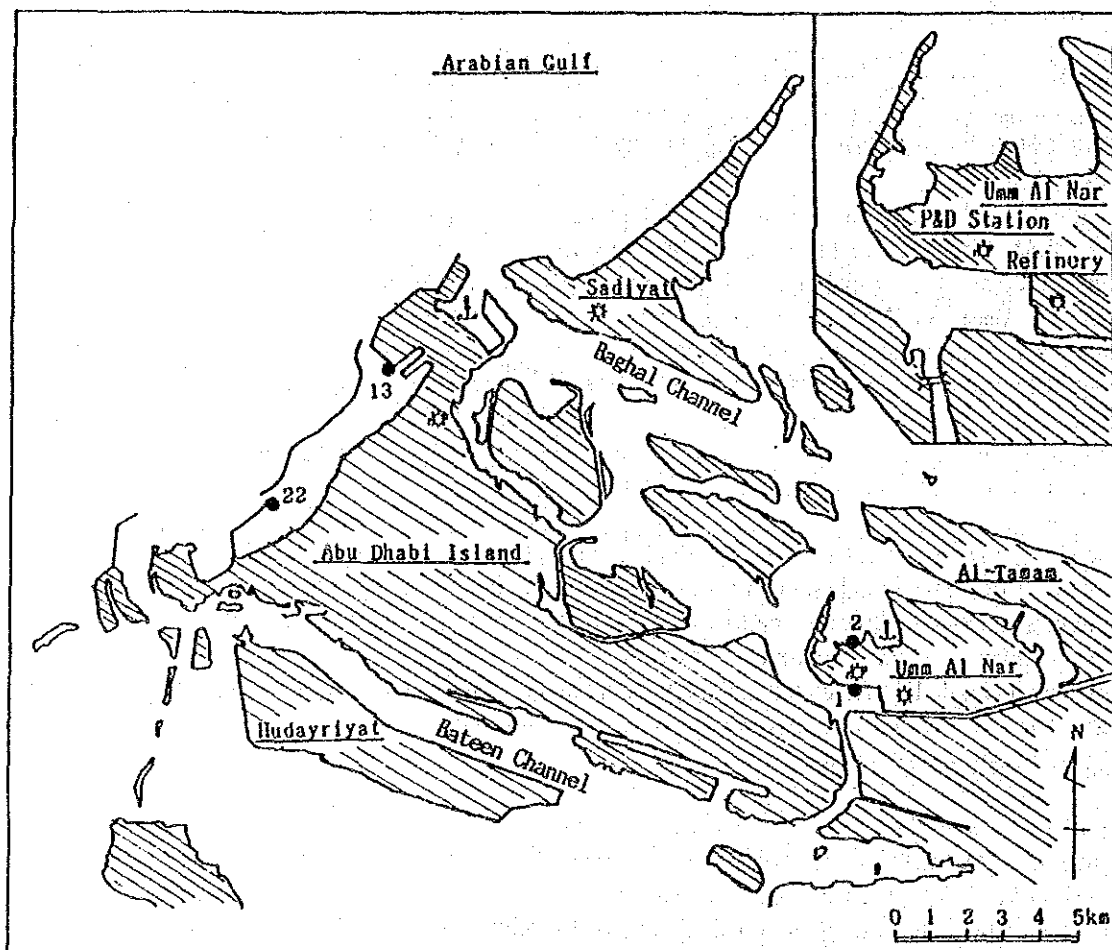 Arabian Gulf
Umm Al Nar
P&D Station
Refinery
Sadiyat
Baghal Channel
13
22
Abu Dhabi Island
Al-Tamam
2
Umm Al Nar
1
Hudayriyat
Bateen Channel
N
0 1 2 3 4 5km